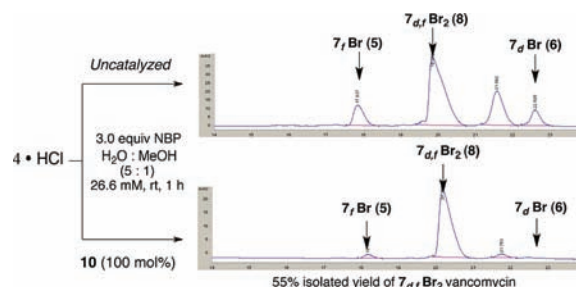 Uncatalyzed
7f Br (5)
7d,f Br2 (8)
7d Br (6)
4 • HCl
3.0 equiv NBP
H2O : MeOH
(5 : 1)
26.6 mM, rt, 1 h
10 (100 mol%)
7f Br (5)
7d,f Br2 (8)
7d Br (6)
55% isolated yield of 7d,f Br2 vancomycin